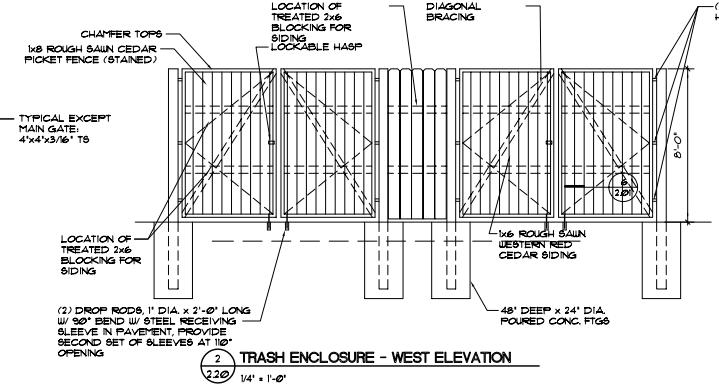 LOCATION OF
TREATED 2x6
BLOCKING FOR
SIDING
DIAGONAL
BRACING
(
H
CHAMFER TOPS
LOCKABLE HASP
1x8 ROUGH SAWN CEDAR
PICKET FENCE (STAINED)
TYPICAL EXCEPT
MAIN GATE:
4"x4"x3/16" TS
8'-0"
6
2.01
LOCATION OF
TREATED 2x6
BLOCKING FOR
SIDING
1x6 ROUGH SAWN
WESTERN RED
CEDAR SIDING
(2) DROP RODS, 1" DIA. x 2'-0" LONG
W/ 90° BEND W/ STEEL RECEIVING
SLEEVE IN PAVEMENT, PROVIDE
SECOND SET OF SLEEVES AT 110°
OPENING
48" DEEP x 24" DIA.
POURED CONC. FTGS
2
2.20
TRASH ENCLOSURE - WEST ELEVATION
1/4" = 1'-0"